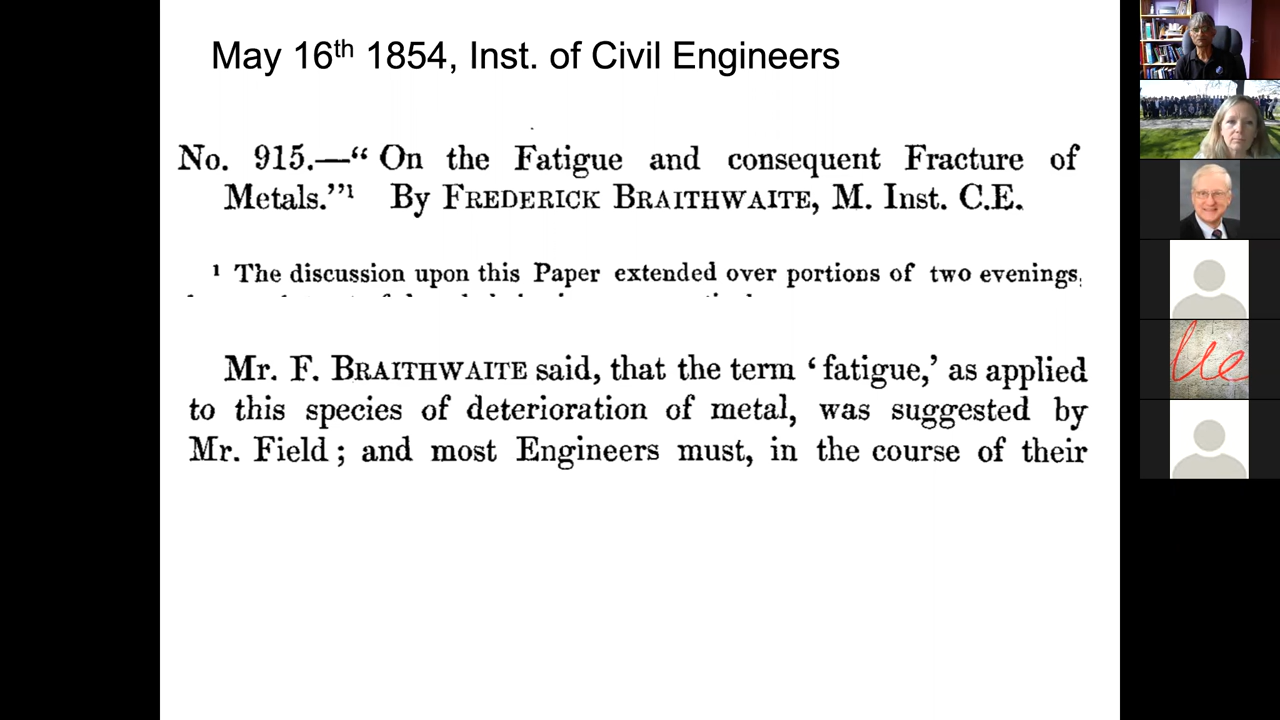 May 16th 1854, Inst. of Civil Engineers
No. 915.—“ On the Fatigue and consequent Fracture of
Metals.”¹ By FREDERICK BRAITHWAITE, M. Inst. C.E.
¹ The discussion upon this Paper extended over portions of two evenings,
Mr. F. BRAITHWAITE said, that the term ‘fatigue,’ as applied
to this species of deterioration of metal, was suggested by
Mr. Field ; and most Engineers must, in the course of their